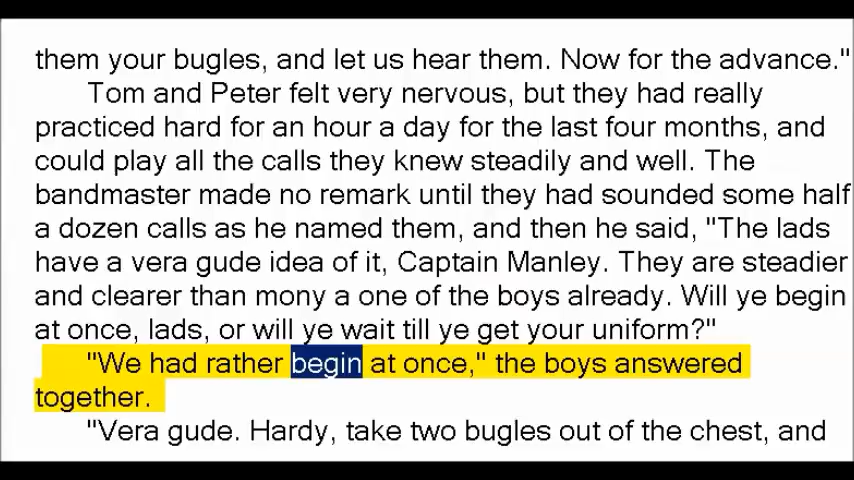 them your bugles, and let us hear them. Now for the advance."
Tom and Peter felt very nervous, but they had really
practiced hard for an hour a day for the last four months, and
could play all the calls they knew steadily and well. The
bandmaster made no remark until they had sounded some half
a dozen calls as he named them, and then he said, "The lads
have a vera gude idea of it, Captain Manley. They are steadier
and clearer than mony a one of the boys already. Will ye begin
at once, lads, or will ye wait till ye get your uniform?"
"We had rather begin at once," the boys answered
together.
"Vera gude. Hardy, take two bugles out of the chest, and